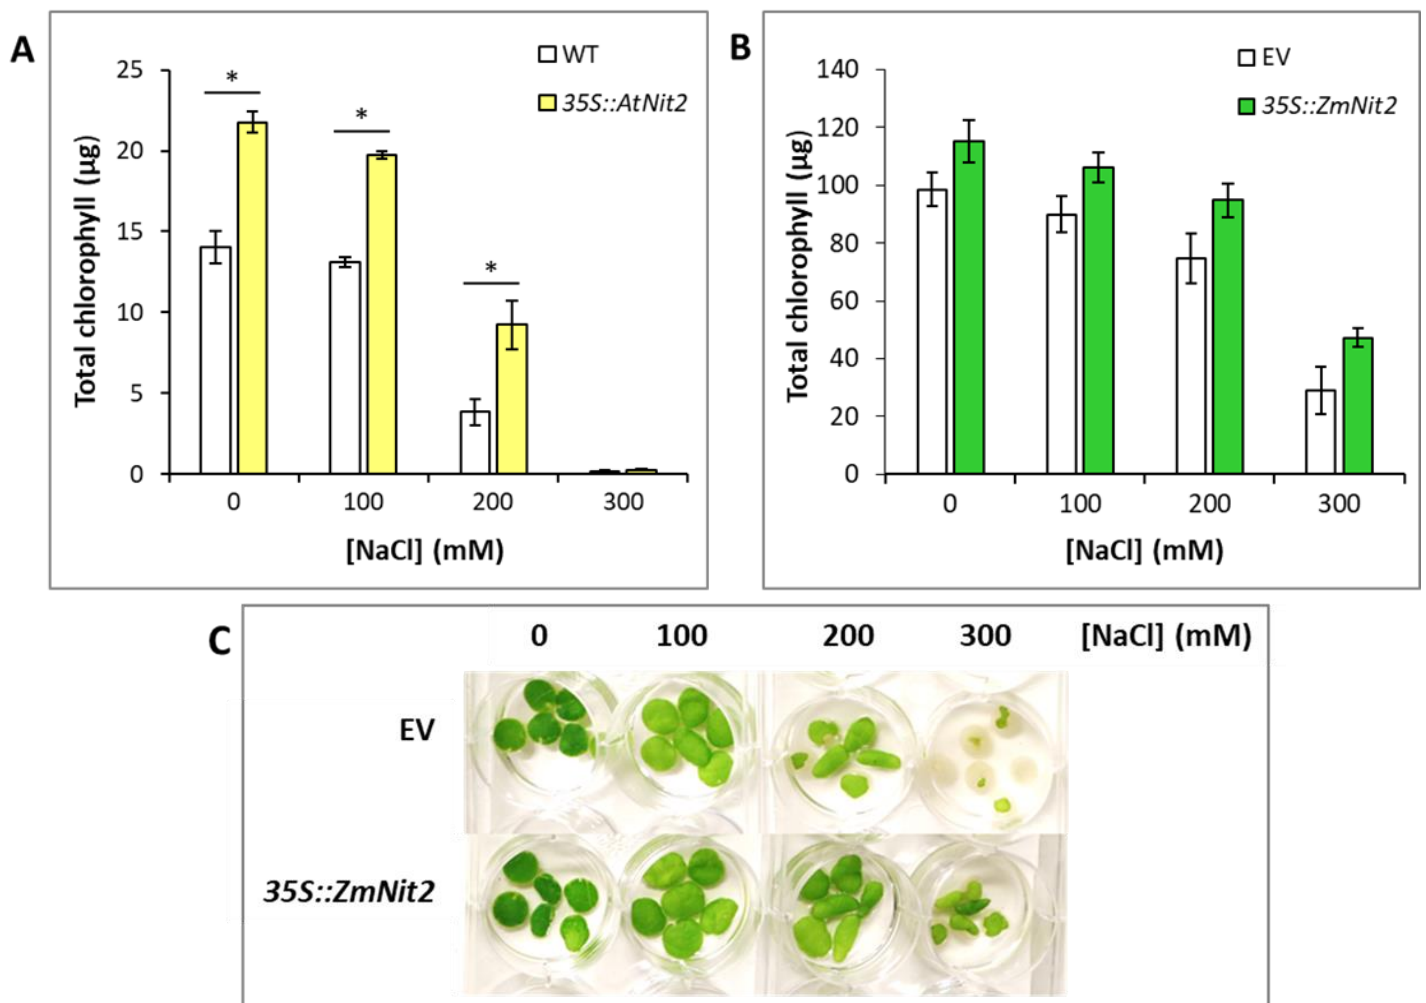 A
WT
35S::AtNit2
Total chlorophyll (µg)
25
20
15
10
5
0
*
*
*
0 100 200 300
[NaCl] (mM)
B
EV
35S::ZmNit2
Total chlorophyll (µg)
140
120
100
80
60
40
20
0
0 100 200 300
[NaCl] (mM)
C
0 100 200 300 [NaCl] (mM)
EV
35S::ZmNit2